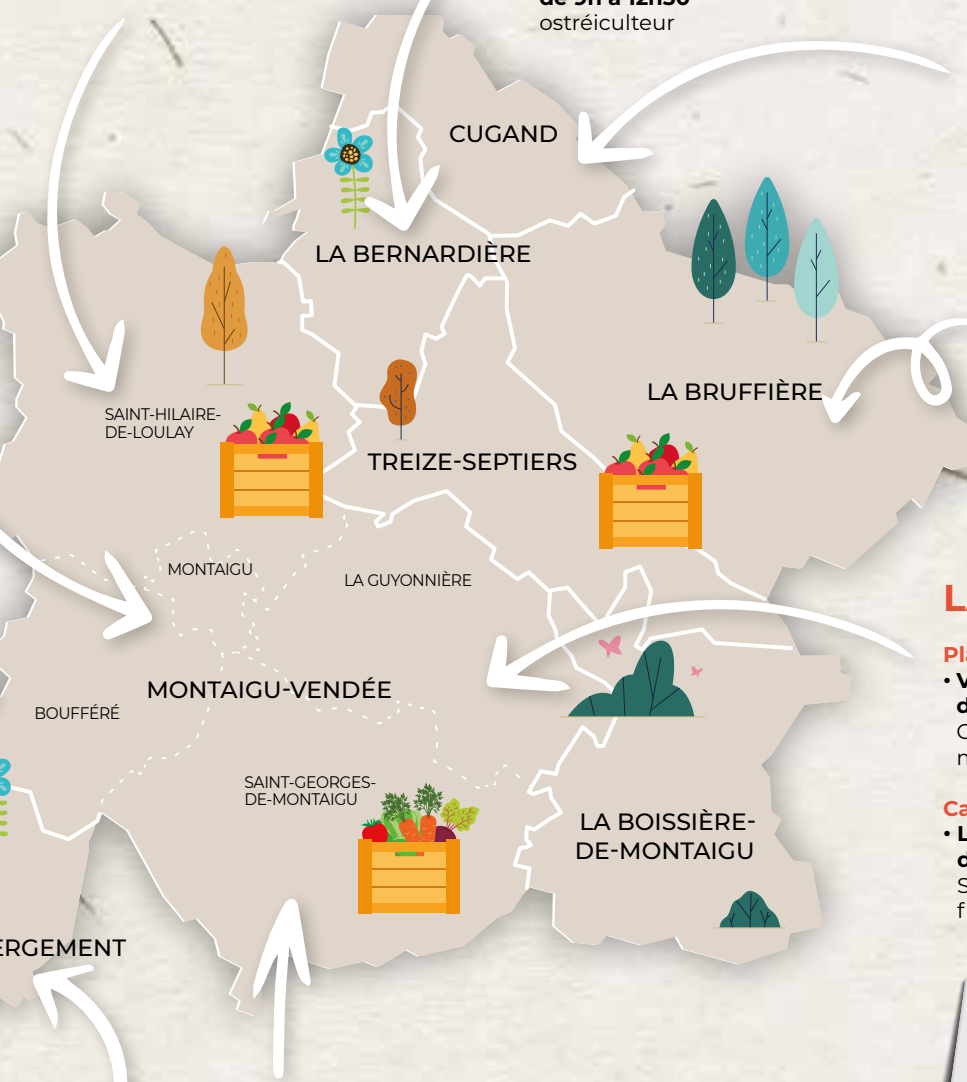 ostréiculteur
CUGAND
LA BERNARDIÈRE
LA BRUFFIÈRE
SAINT-HILAIRE-
DE-LOULAY
TREIZE-SEPTIERS
MONTAIGU
LA GUYONNIÈRE
MONTAIGU-VENDÉE
BOUFFÉRÉ
SAINT-GEORGES-
DE-MONTAIGU
LA BOISSIÈRE-
DE-MONTAIGU